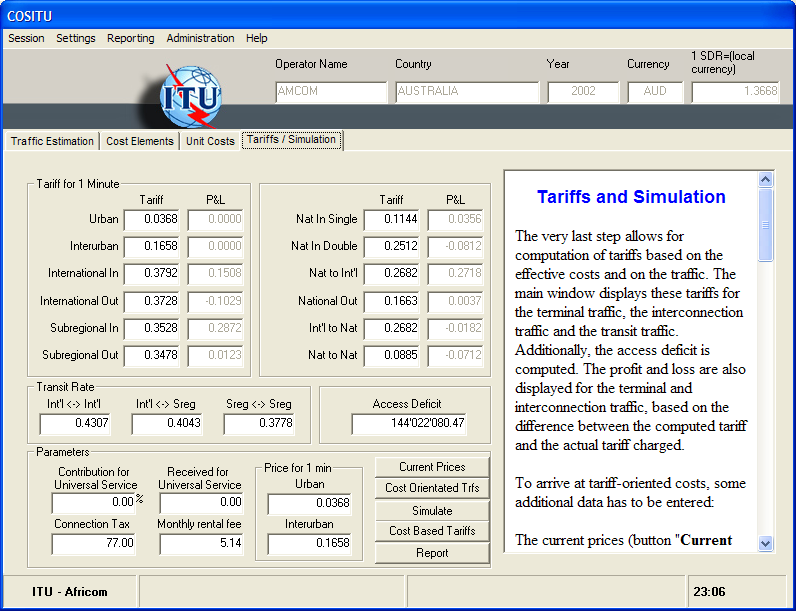 COSITU
Session Settings Reporting Administration Help
ITU
Operator Name Country Year Currency 1 SDR=(local currency)
AMCOM AUSTRALIA 2002 AUD 1.3668
Traffic Estimation Cost Elements Unit Costs Tariffs / Simulation
Tariff for 1 Minute
Tariff P&L
Urban 0.0368 0.0000
Interurban 0.1658 0.0000
International In 0.3792 0.1508
International Out 0.3728 -0.1029
Subregional In 0.3528 0.2872
Subregional Out 0.3478 0.0123
Tariff P&L
Nat In Single 0.1144 0.0356
Nat In Double 0.2512 -0.0812
Nat to Int'l 0.2682 0.2718
National Out 0.1663 0.0037
Int'l to Nat 0.2682 -0.0182
Nat to Nat 0.0885 -0.0712
Transit Rate
Int'l <-> Int'l Int'l <-> Sreg Sreg <-> Sreg
0.4307 0.4043 0.3778
Access Deficit
144'022'080.47
Parameters
Contribution for Universal Service
0.00 %
Received for Universal Service
0.00
Connection Tax
77.00
Monthly rental fee
5.14
Price for 1 min
Urban
0.0368
Interurban
0.1658
Current Prices
Cost Orientated Trfs
Simulate
Cost Based Tariffs
Report
Tariffs and Simulation
The very last step allows for
computation of tariffs based on the
effective costs and on the traffic. The
main window displays these tariffs for
the terminal traffic, the interconnection
traffic and the transit traffic.
Additionally, the access deficit is
computed. The profit and loss are also
displayed for the terminal and
interconnection traffic, based on the
difference between the computed tariff
and the actual tariff charged.
To arrive at tariff-oriented costs, some
additional data has to be entered:
The current prices (button "Current
ITU - Africom 23:06